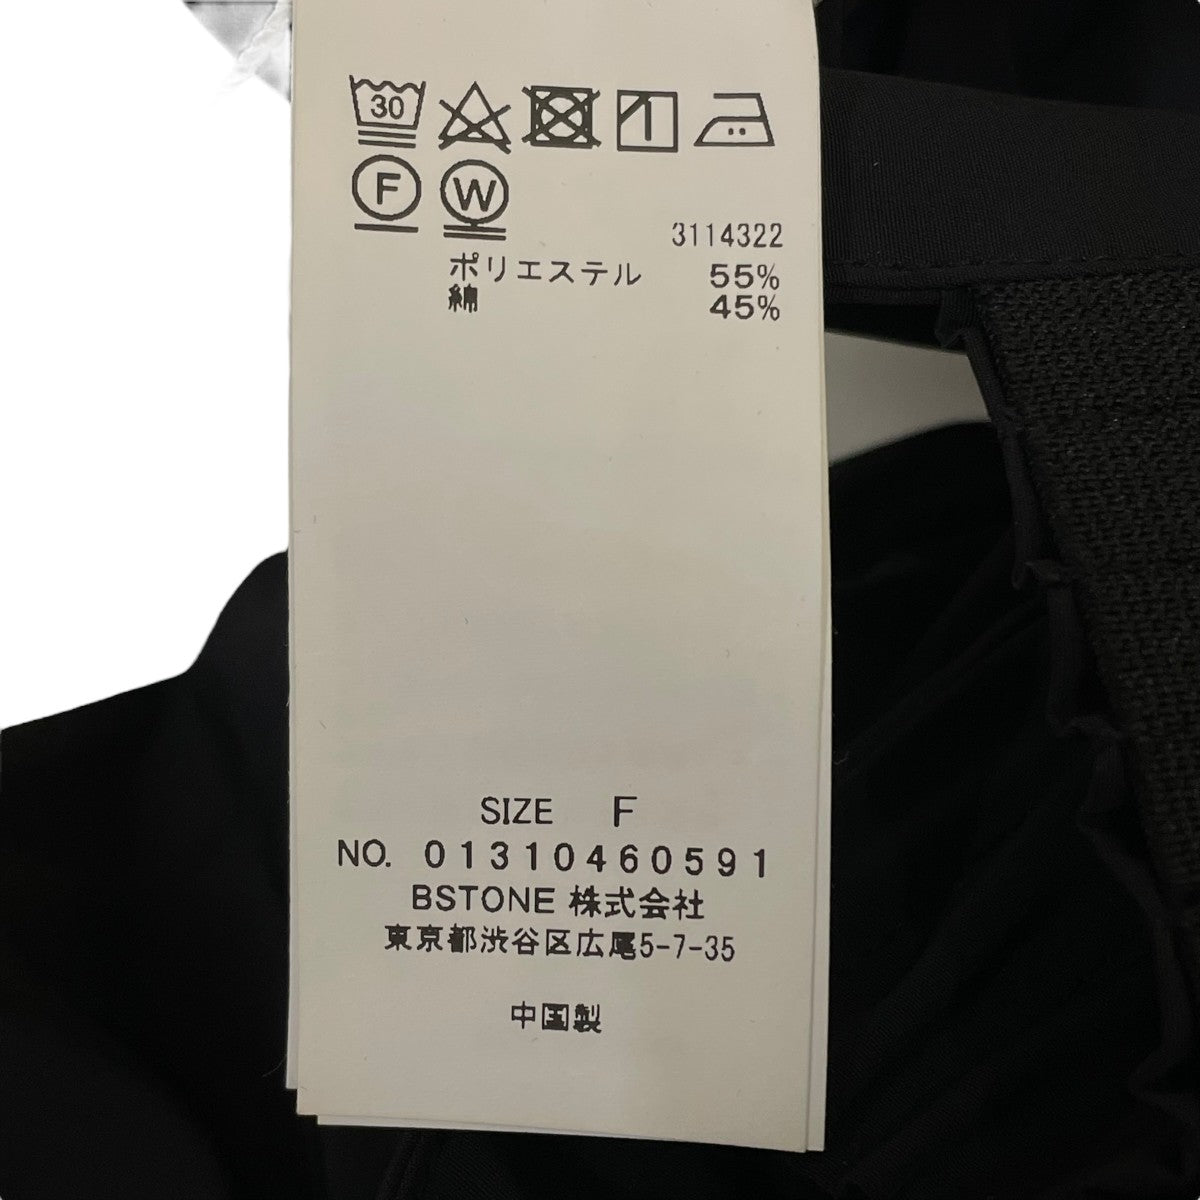 30
F W
3114322
ポリエステル 55%
綿 45%
SIZE F
NO. 01310460591
BSTONE 株式会社
東京都渋谷区広尾5-7-35
中国製